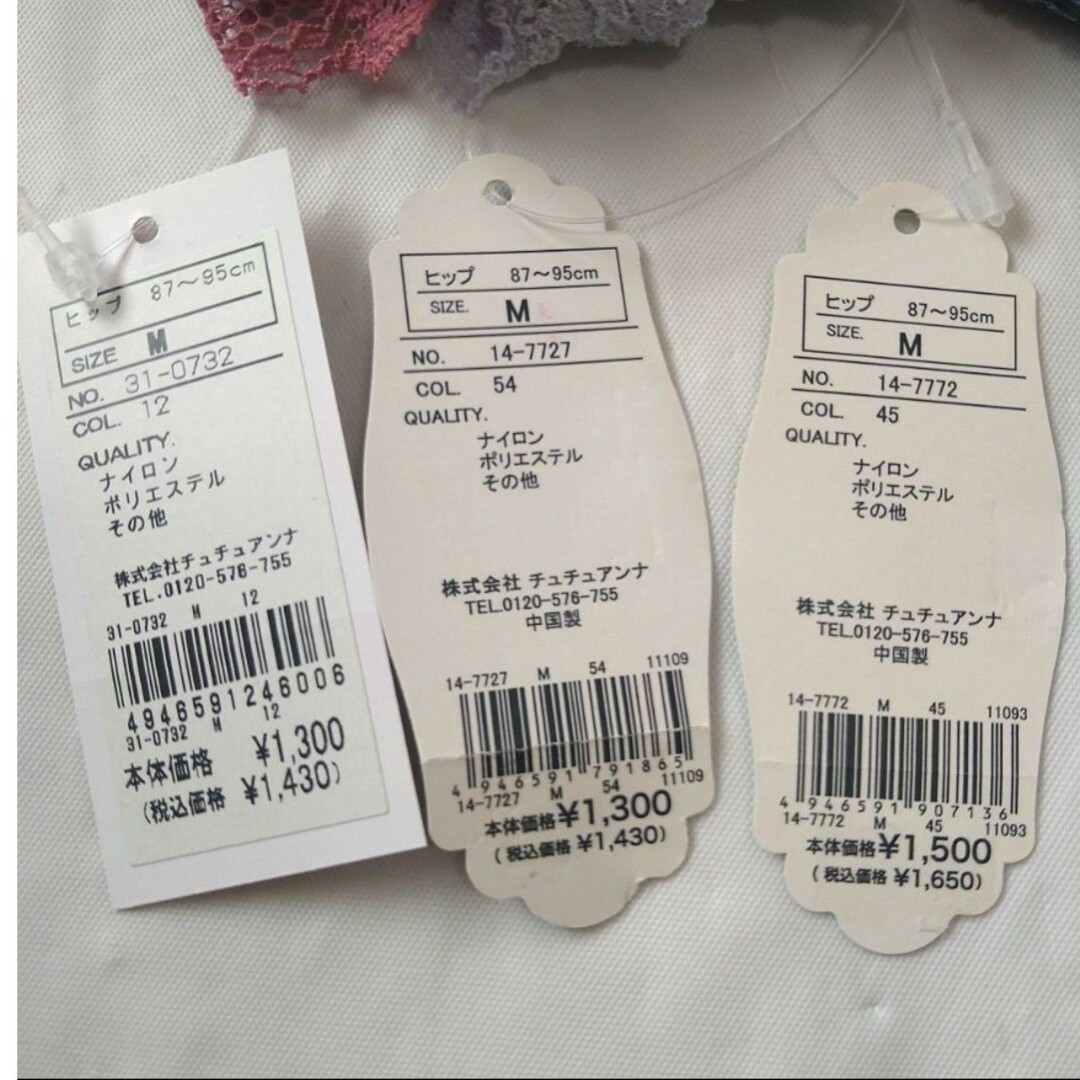 ヒップ 87～95cm
SIZE M
NO. 31-0732
COL. 12
QUALITY.
ナイロン
ポリエステル
その他
株式会社チュチュアンナ
TEL.0120-576-755
31-0732 M 12
4946591246006
31-0732 M 12
本体価格 ¥1,300
(税込価格 ¥1,430)
ヒップ 87～95cm
SIZE. M
NO. 14-7727
COL. 54
QUALITY.
ナイロン
ポリエステル
その他
株式会社 チュチュアンナ
TEL.0120-576-755
中国製
14-7727 M 54 11109
4 946591 791865
14-7727 M 54 11109
本体価格¥1,300
(税込価格 ¥1,430)
ヒップ 87～95cm
SIZE. M
NO. 14-7772
COL. 45
QUALITY.
ナイロン
ポリエステル
その他
株式会社 チュチュアンナ
TEL.0120-576-755
中国製
14-7772 M 45 11093
4 946591 907136
14-7772 M 45 11093
本体価格¥1,500
(税込価格 ¥1,650)